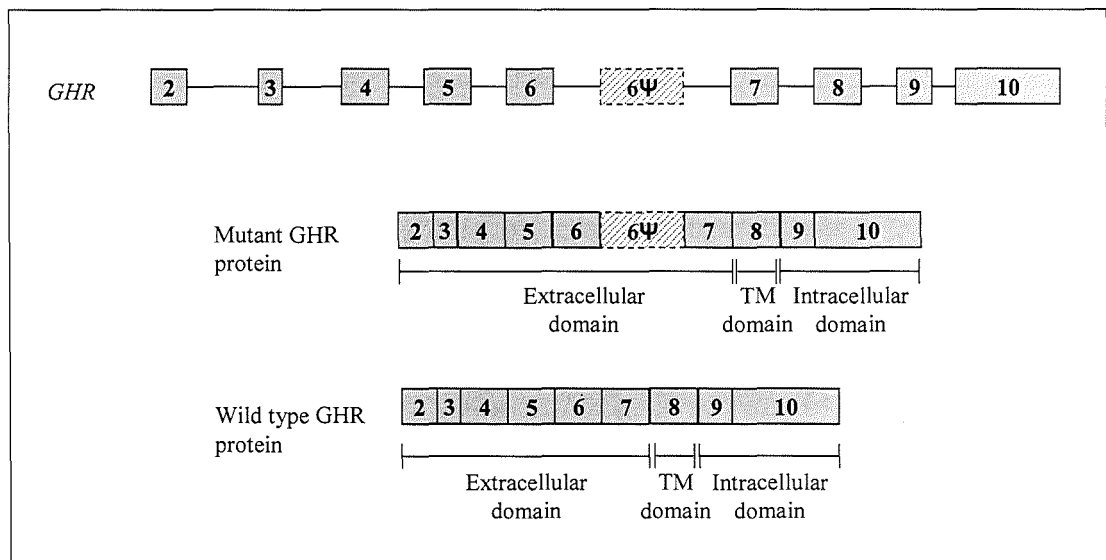 GHR 2 3 4 5 6 6Ψ 7 8 9 10
Mutant GHR
protein
2 3 4 5 6 6Ψ 7 8 9 10
Extracellular
domain
TM
domain
Intracellular
domain
Wild type GHR
protein
2 3 4 5 6 7 8 9 10
Extracellular
domain
TM
domain
Intracellular
domain